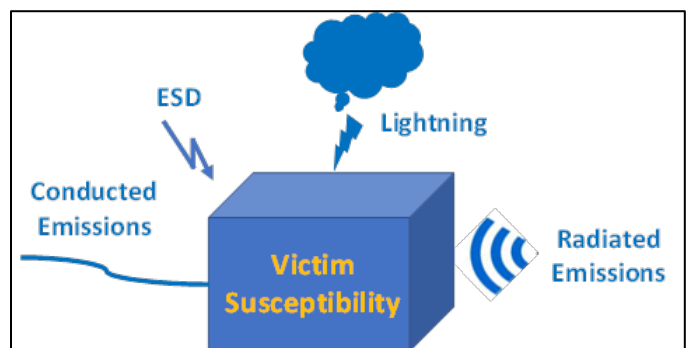 ESD
Lightning
Conducted
Emissions
Victim
Susceptibility
Radiated
Emissions